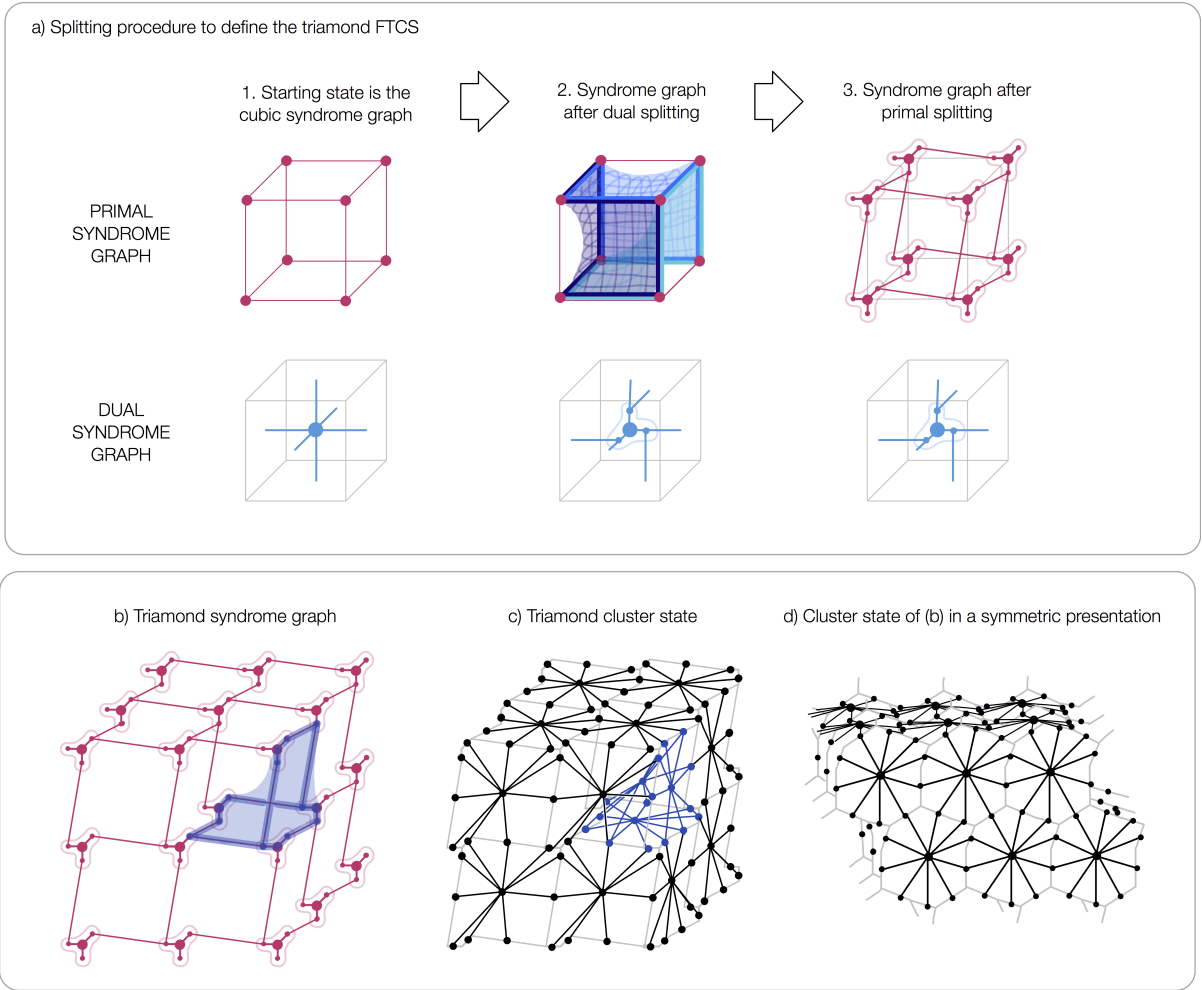 a) Splitting procedure to define the triamond FTCS
1. Starting state is the
cubic syndrome graph
2. Syndrome graph
after dual splitting
3. Syndrome graph after
primal splitting
PRIMAL
SYNDROME
GRAPH
DUAL
SYNDROME
GRAPH
b) Triamond syndrome graph
c) Triamond cluster state
d) Cluster state of (b) in a symmetric presentation